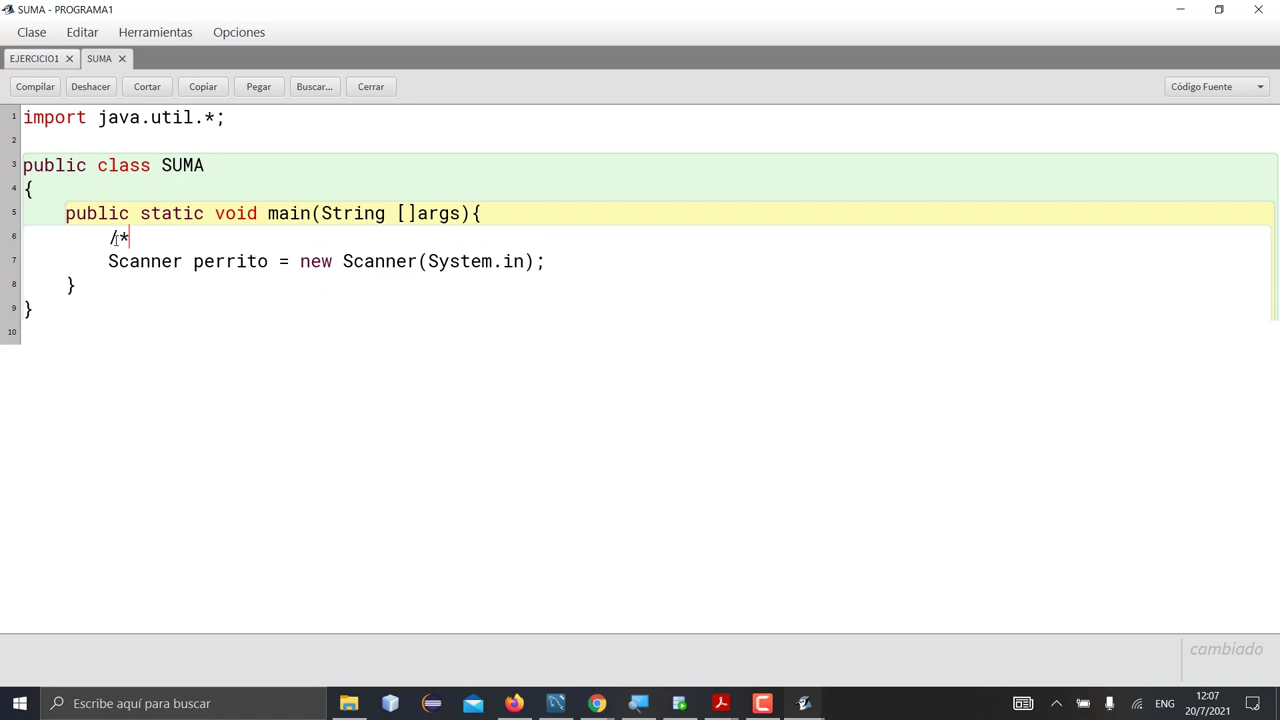 SUMA - PROGRAMA1
Clase Editar Herramientas Opciones
EJERCICIO1 SUMA
Compilar Deshacer Cortar Copiar Pegar Buscar... Cerrar Código Fuente
1 import java.util.*;
2
3 public class SUMA
4 {
5 public static void main(String []args){
6 /*
7 Scanner perrito = new Scanner(System.in);
8 }
9 }
10
cambiado
Escribe aquí para buscar
ENG
12:07
20/7/2021